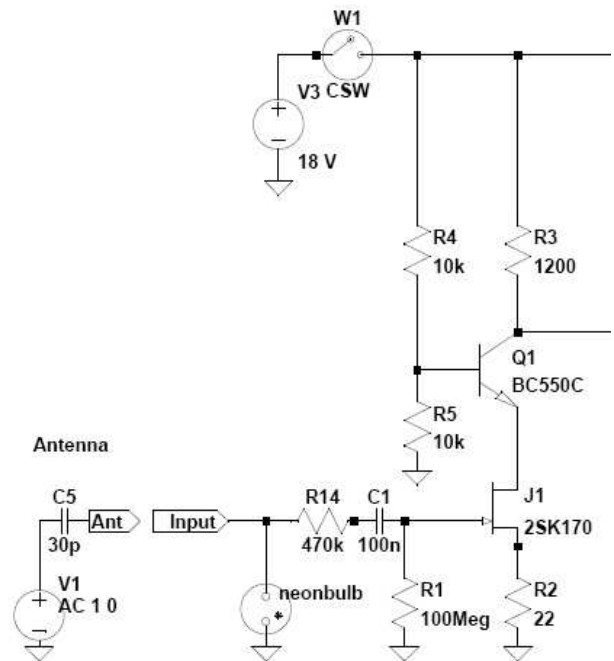 W1
V3 CSW
18 V
R4
10k
R3
1200
Q1
BC550C
R5
10k
Antenna
C5
Ant
30p
Input
R14
470k
C1
100n
J1
2SK170
V1
AC 1 0
neonbulb
R1
100Meg
R2
22